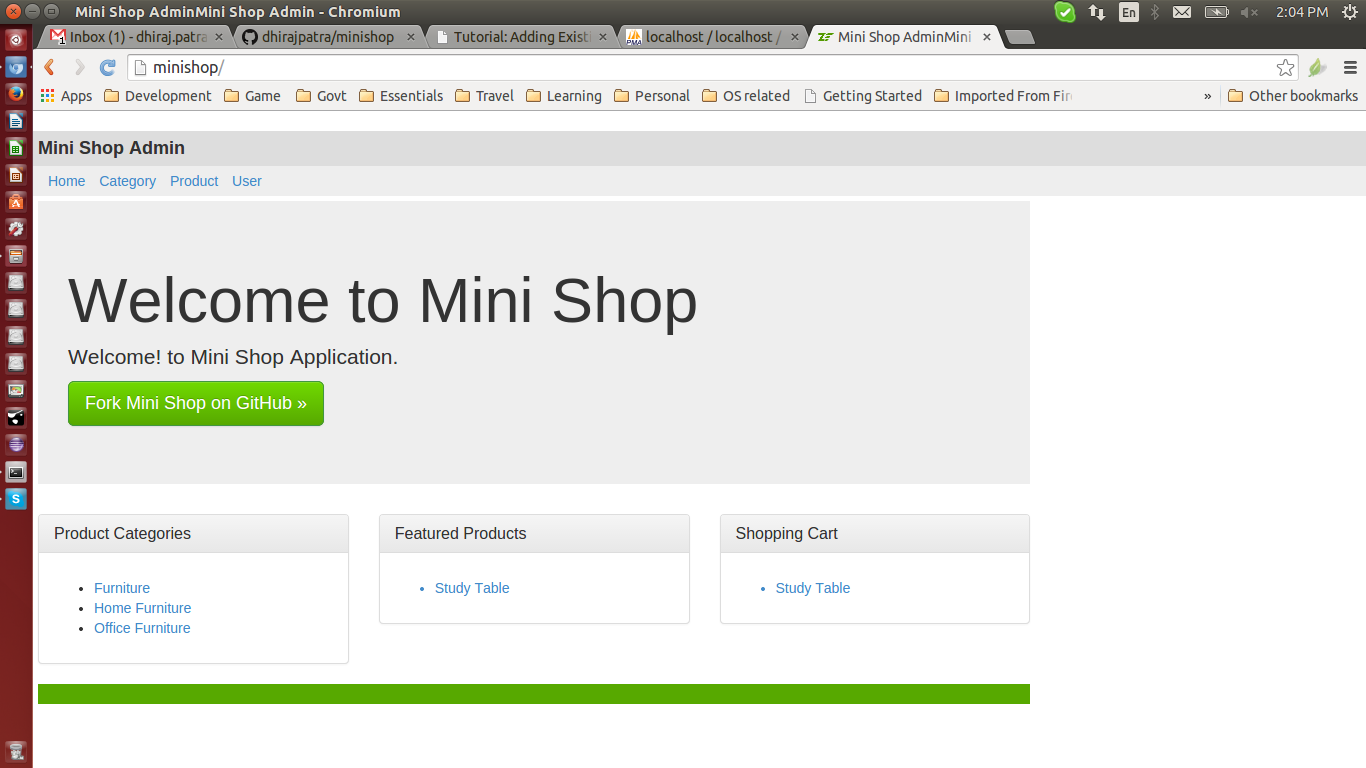 Mini Shop AdminMini Shop Admin - Chromium
En
2:04 PM
Inbox (1) - dhiraj.patra
dhirajpatra/minishop
Tutorial: Adding Existi
localhost / localhost /
Mini Shop AdminMini
minishop/
Apps
Development
Game
Govt
Essentials
Travel
Learning
Personal
OS related
Getting Started
Imported From Fire
»
Other bookmarks
Mini Shop Admin
Home
Category
Product
User
Welcome to Mini Shop
Welcome! to Mini Shop Application.
Fork Mini Shop on GitHub »
Product Categories
Furniture
Home Furniture
Office Furniture
Featured Products
Study Table
Shopping Cart
Study Table